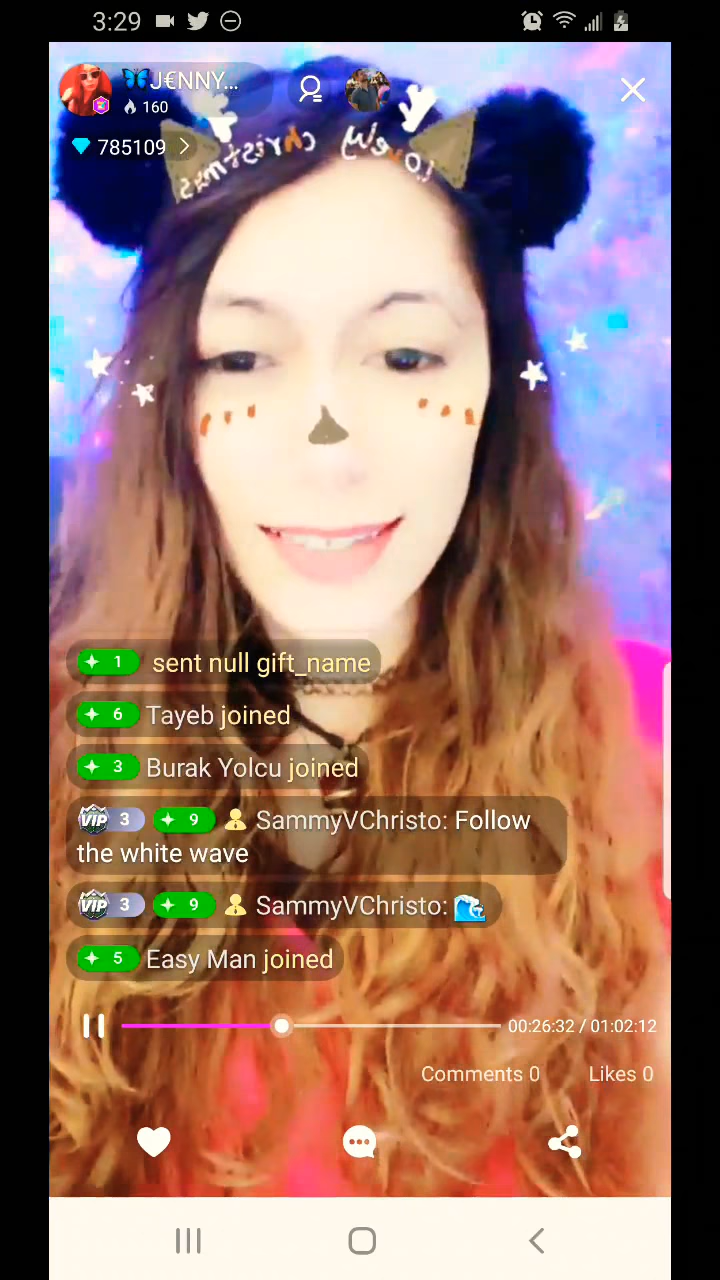 3:29
J€NNY...
160
785109
lovely christmas
1 sent null gift_name
6 Tayeb joined
3 Burak Yolcu joined
VIP 3 9 SammyVChristo: Follow
the white wave
VIP 3 9 SammyVChristo:
5 Easy Man joined
00:26:32 / 01:02:12
Comments 0 Likes 0